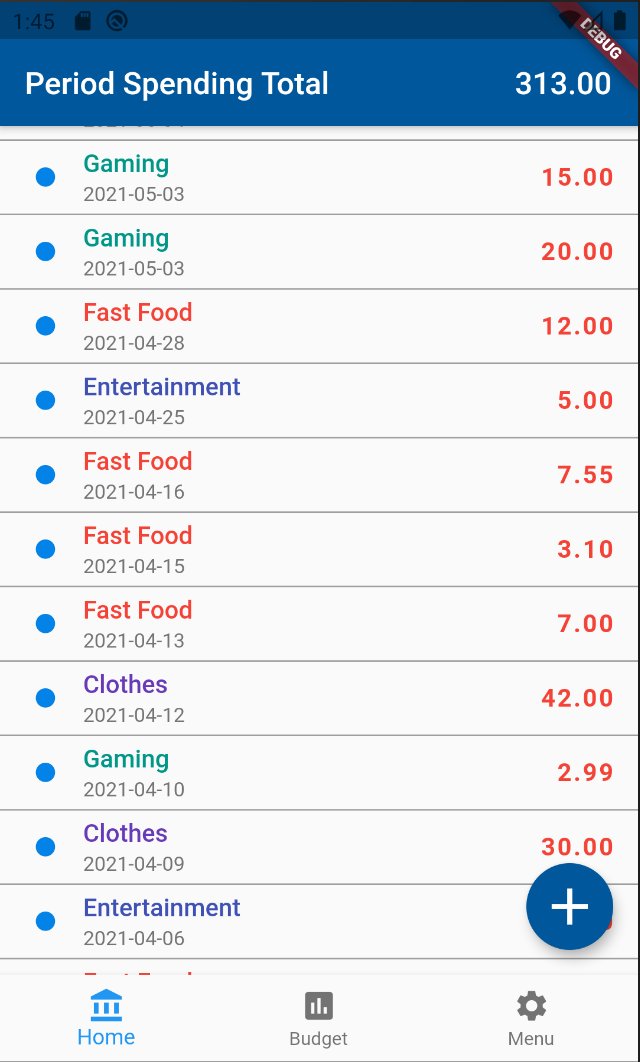 1:45
DEBUG
Period Spending Total 313.00
Gaming
2021-05-03
15.00
Gaming
2021-05-03
20.00
Fast Food
2021-04-28
12.00
Entertainment
2021-04-25
5.00
Fast Food
2021-04-16
7.55
Fast Food
2021-04-15
3.10
Fast Food
2021-04-13
7.00
Clothes
2021-04-12
42.00
Gaming
2021-04-10
2.99
Clothes
2021-04-09
30.00
Entertainment
2021-04-06
Home Budget Menu